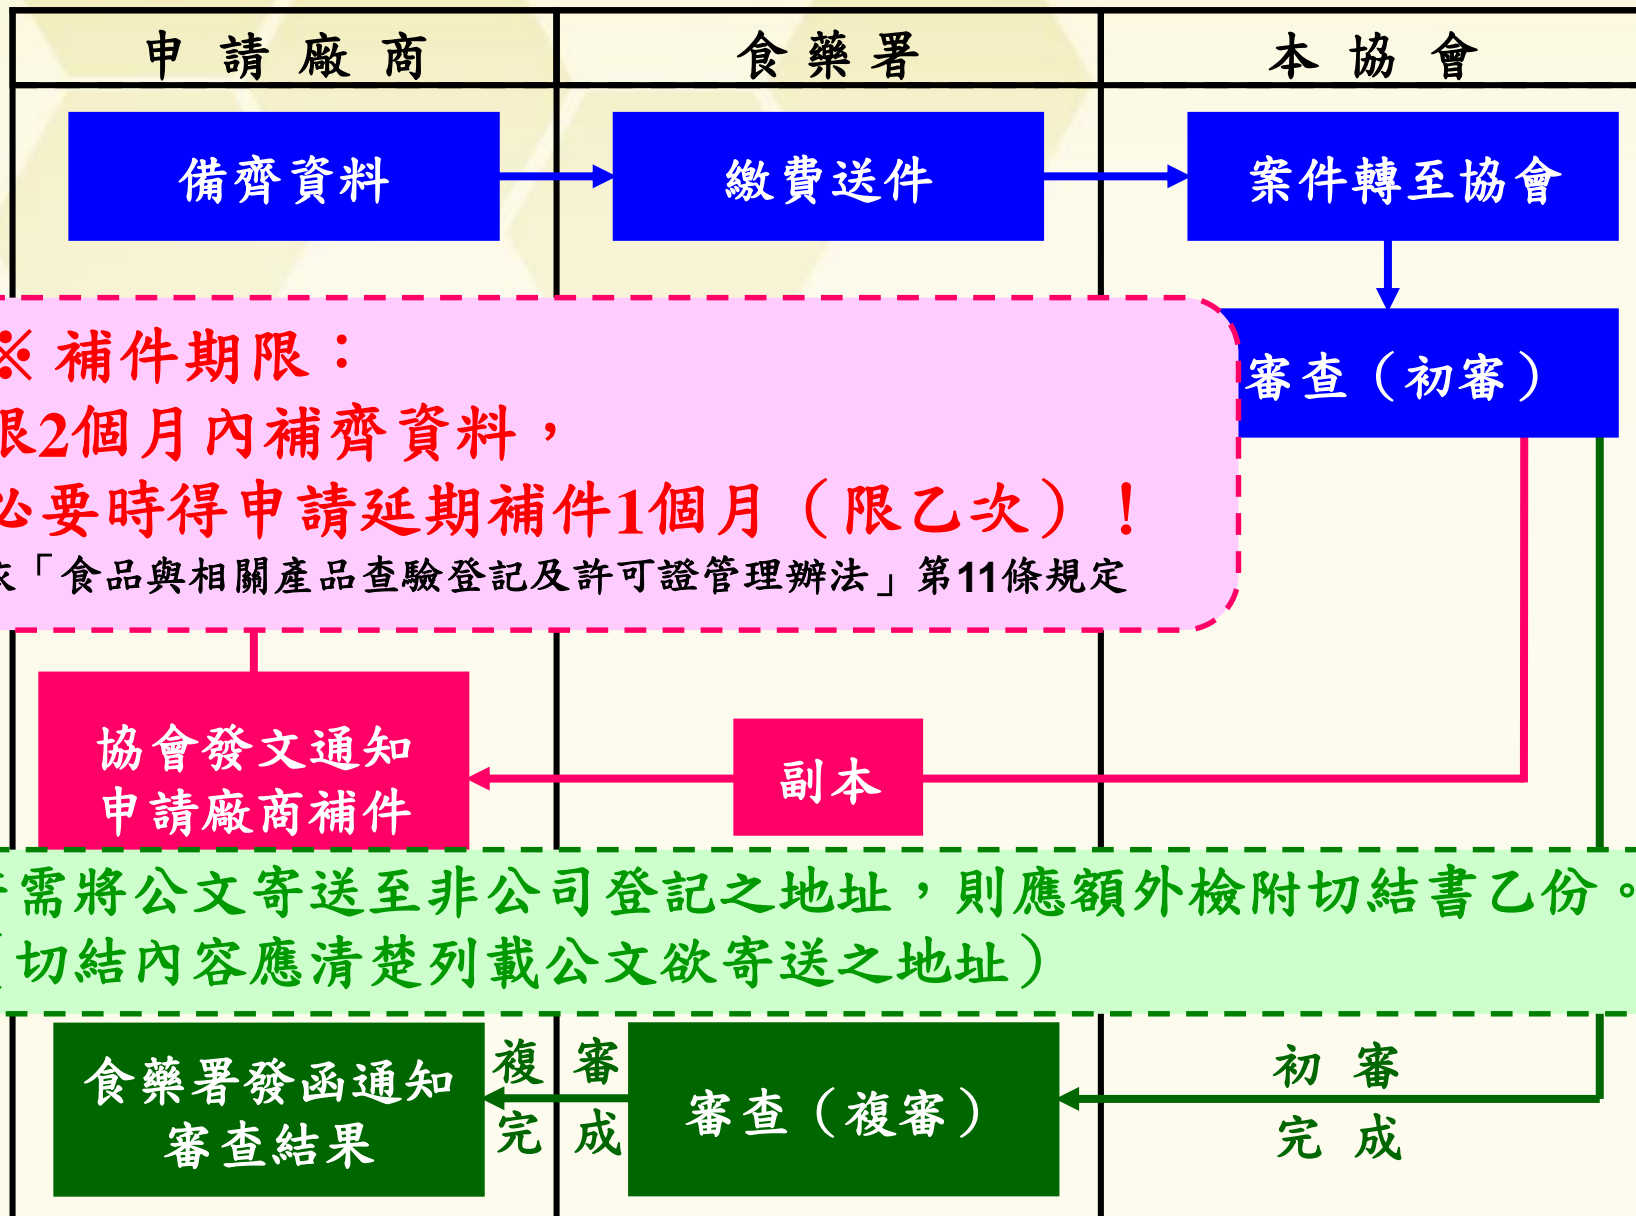 申請廠商
食藥署
本協會
備齊資料
繳費送件
案件轉至協會
審查（初審）
※ 補件期限：
限2個月內補齊資料，
必要時得申請延期補件1個月（限乙次）！
依「食品與相關產品查驗登記及許可證管理辦法」第11條規定
協會發文通知
申請廠商補件
副本
需將公文寄送至非公司登記之地址，則應額外檢附切結書乙份。
（切結內容應清楚列載公文欲寄送之地址）
食藥署發函通知
審查結果
複審
完成
審查（複審）
初審
完成